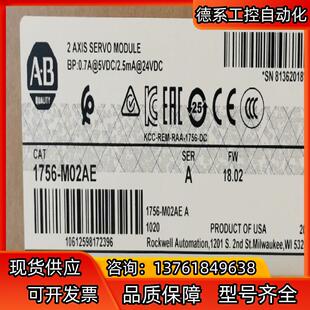 德系工控自动化
A-B
QUALITY
2 AXIS SERVO MODULE
BP:0.7A@5VDC/2.5mA@24VDC
*SN 8136201
KCC-REM-RAA-1756-DC
CAT
SER
FW
1756-M02AE
A
18.02
1756-M02AE A
1020
PRODUCT OF USA
10612598172396
Rockwell Automation,1201 S. 2nd St.Milwaukee,WI 532
现货供应
咨询:13761849638
可开发票
品质保障
型号齐全